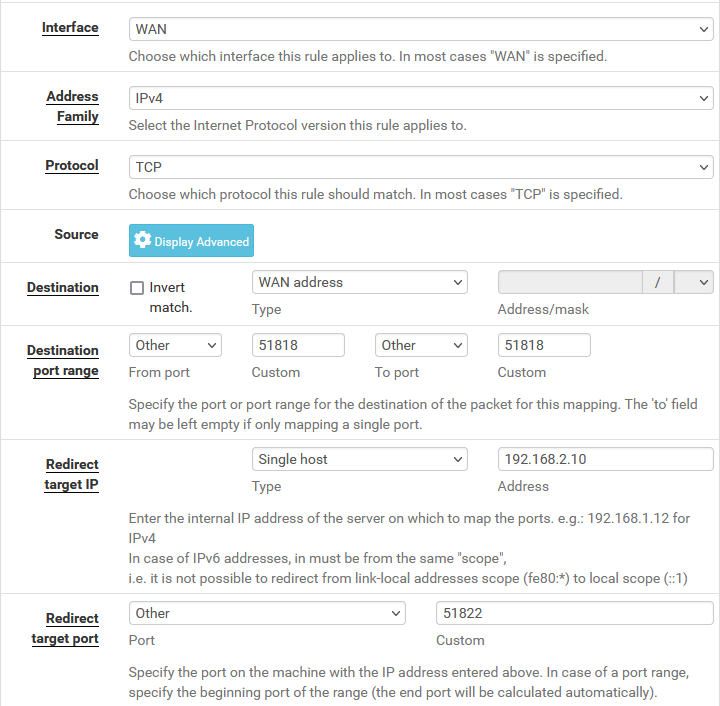 Interface
WAN
Choose which interface this rule applies to. In most cases "WAN" is specified.
Address
Family
IPv4
Select the Internet Protocol version this rule applies to.
Protocol
TCP
Choose which protocol this rule should match. In most cases "TCP" is specified.
Source
Display Advanced
Destination
Invert
match.
WAN address
Type
/
Address/mask
Destination
port range
Other
From port
51818
Custom
Other
To port
51818
Custom
Specify the port or port range for the destination of the packet for this mapping. The 'to' field
may be left empty if only mapping a single port.
Redirect
target IP
Single host
Type
192.168.2.10
Address
Enter the internal IP address of the server on which to map the ports. e.g.: 192.168.1.12 for
IPv4
In case of IPv6 addresses, in must be from the same "scope",
i.e. it is not possible to redirect from link-local addresses scope (fe80:*) to local scope (::1)
Redirect
target port
Other
Port
51822
Custom
Specify the port on the machine with the IP address entered above. In case of a port range,
specify the beginning port of the range (the end port will be calculated automatically).